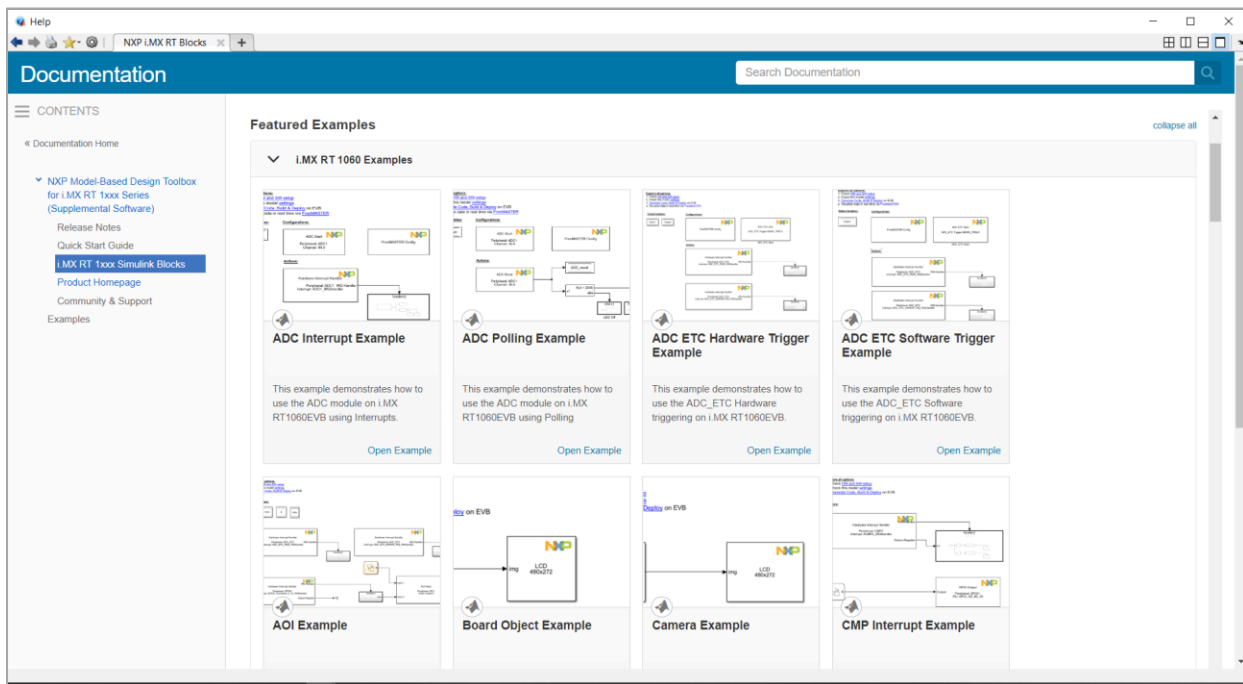 Help
NXP i.MX RT Blocks
Documentation
Search Documentation
CONTENTS
« Documentation Home
NXP Model-Based Design Toolbox
for i.MX RT 1xxx Series
(Supplemental Software)
Release Notes
Quick Start Guide
i.MX RT 1xxx Simulink Blocks
Product Homepage
Community & Support
Examples
Featured Examples
collapse all
i.MX RT 1060 Examples
ADC Interrupt Example
This example demonstrates how to
use the ADC module on i.MX
RT1060EVB using Interrupts.
Open Example
ADC Polling Example
This example demonstrates how to
use the ADC module on i.MX
RT1060EVB using Polling
Open Example
ADC ETC Hardware Trigger
Example
This example demonstrates how to
use the ADC_ETC Hardware
triggering on i.MX RT1060EVB.
Open Example
ADC ETC Software Trigger
Example
This example demonstrates how to
use the ADC_ETC Software
triggering on i.MX RT1060EVB.
Open Example
AOI Example
on EVB
NXP
img
LCD
480x272
Board Object Example
Deploy on EVB
NXP
img
LCD
480x272
Camera Example
CMP Interrupt Example